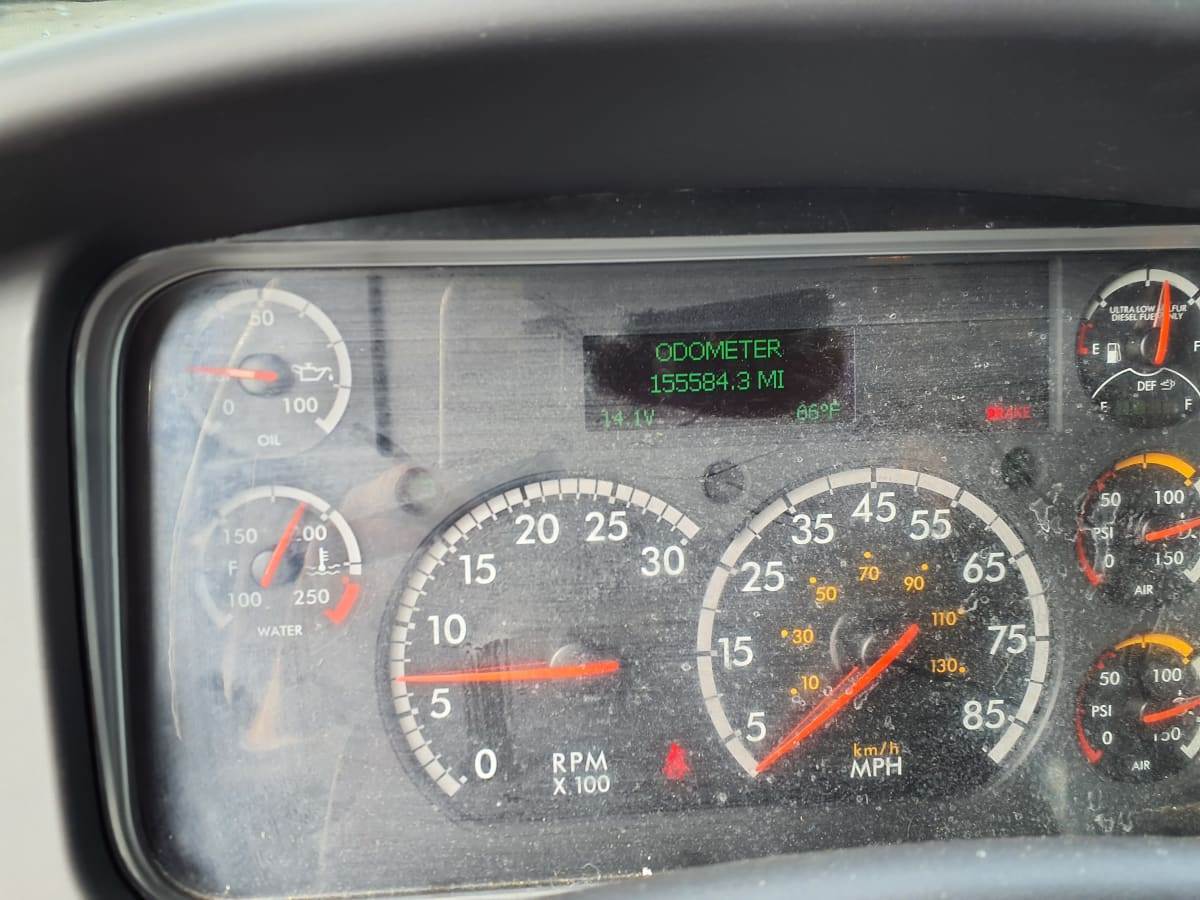 50
0
100
OIL
150
200
F
100
250
WATER
0
5
10
15
20
25
30
RPM
X 100
ODOMETER
155584.3 MI
14.1V
66°F
BRAKE
5
15
25
35
45
55
65
75
85
10
30
50
70
90
110
130
km/h
MPH
ULTRA LOW SULFUR
DIESEL FUEL ONLY
E
F
DEF
F
50
100
PSI
0
150
AIR
50
100
PSI
0
150
AIR